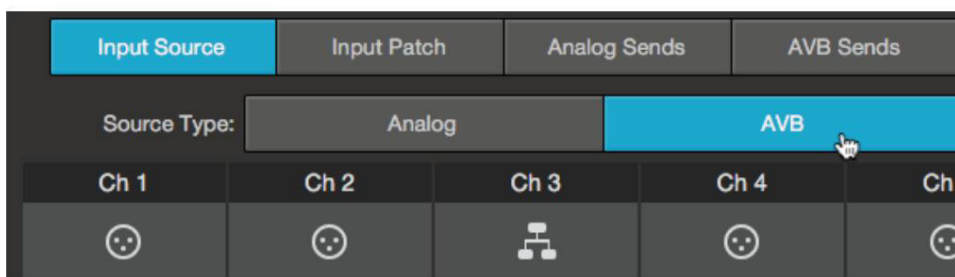 Input Source Input Patch Analog Sends AVB Sends
Source Type: Analog AVB
Ch 1 Ch 2 Ch 3 Ch 4 Ch